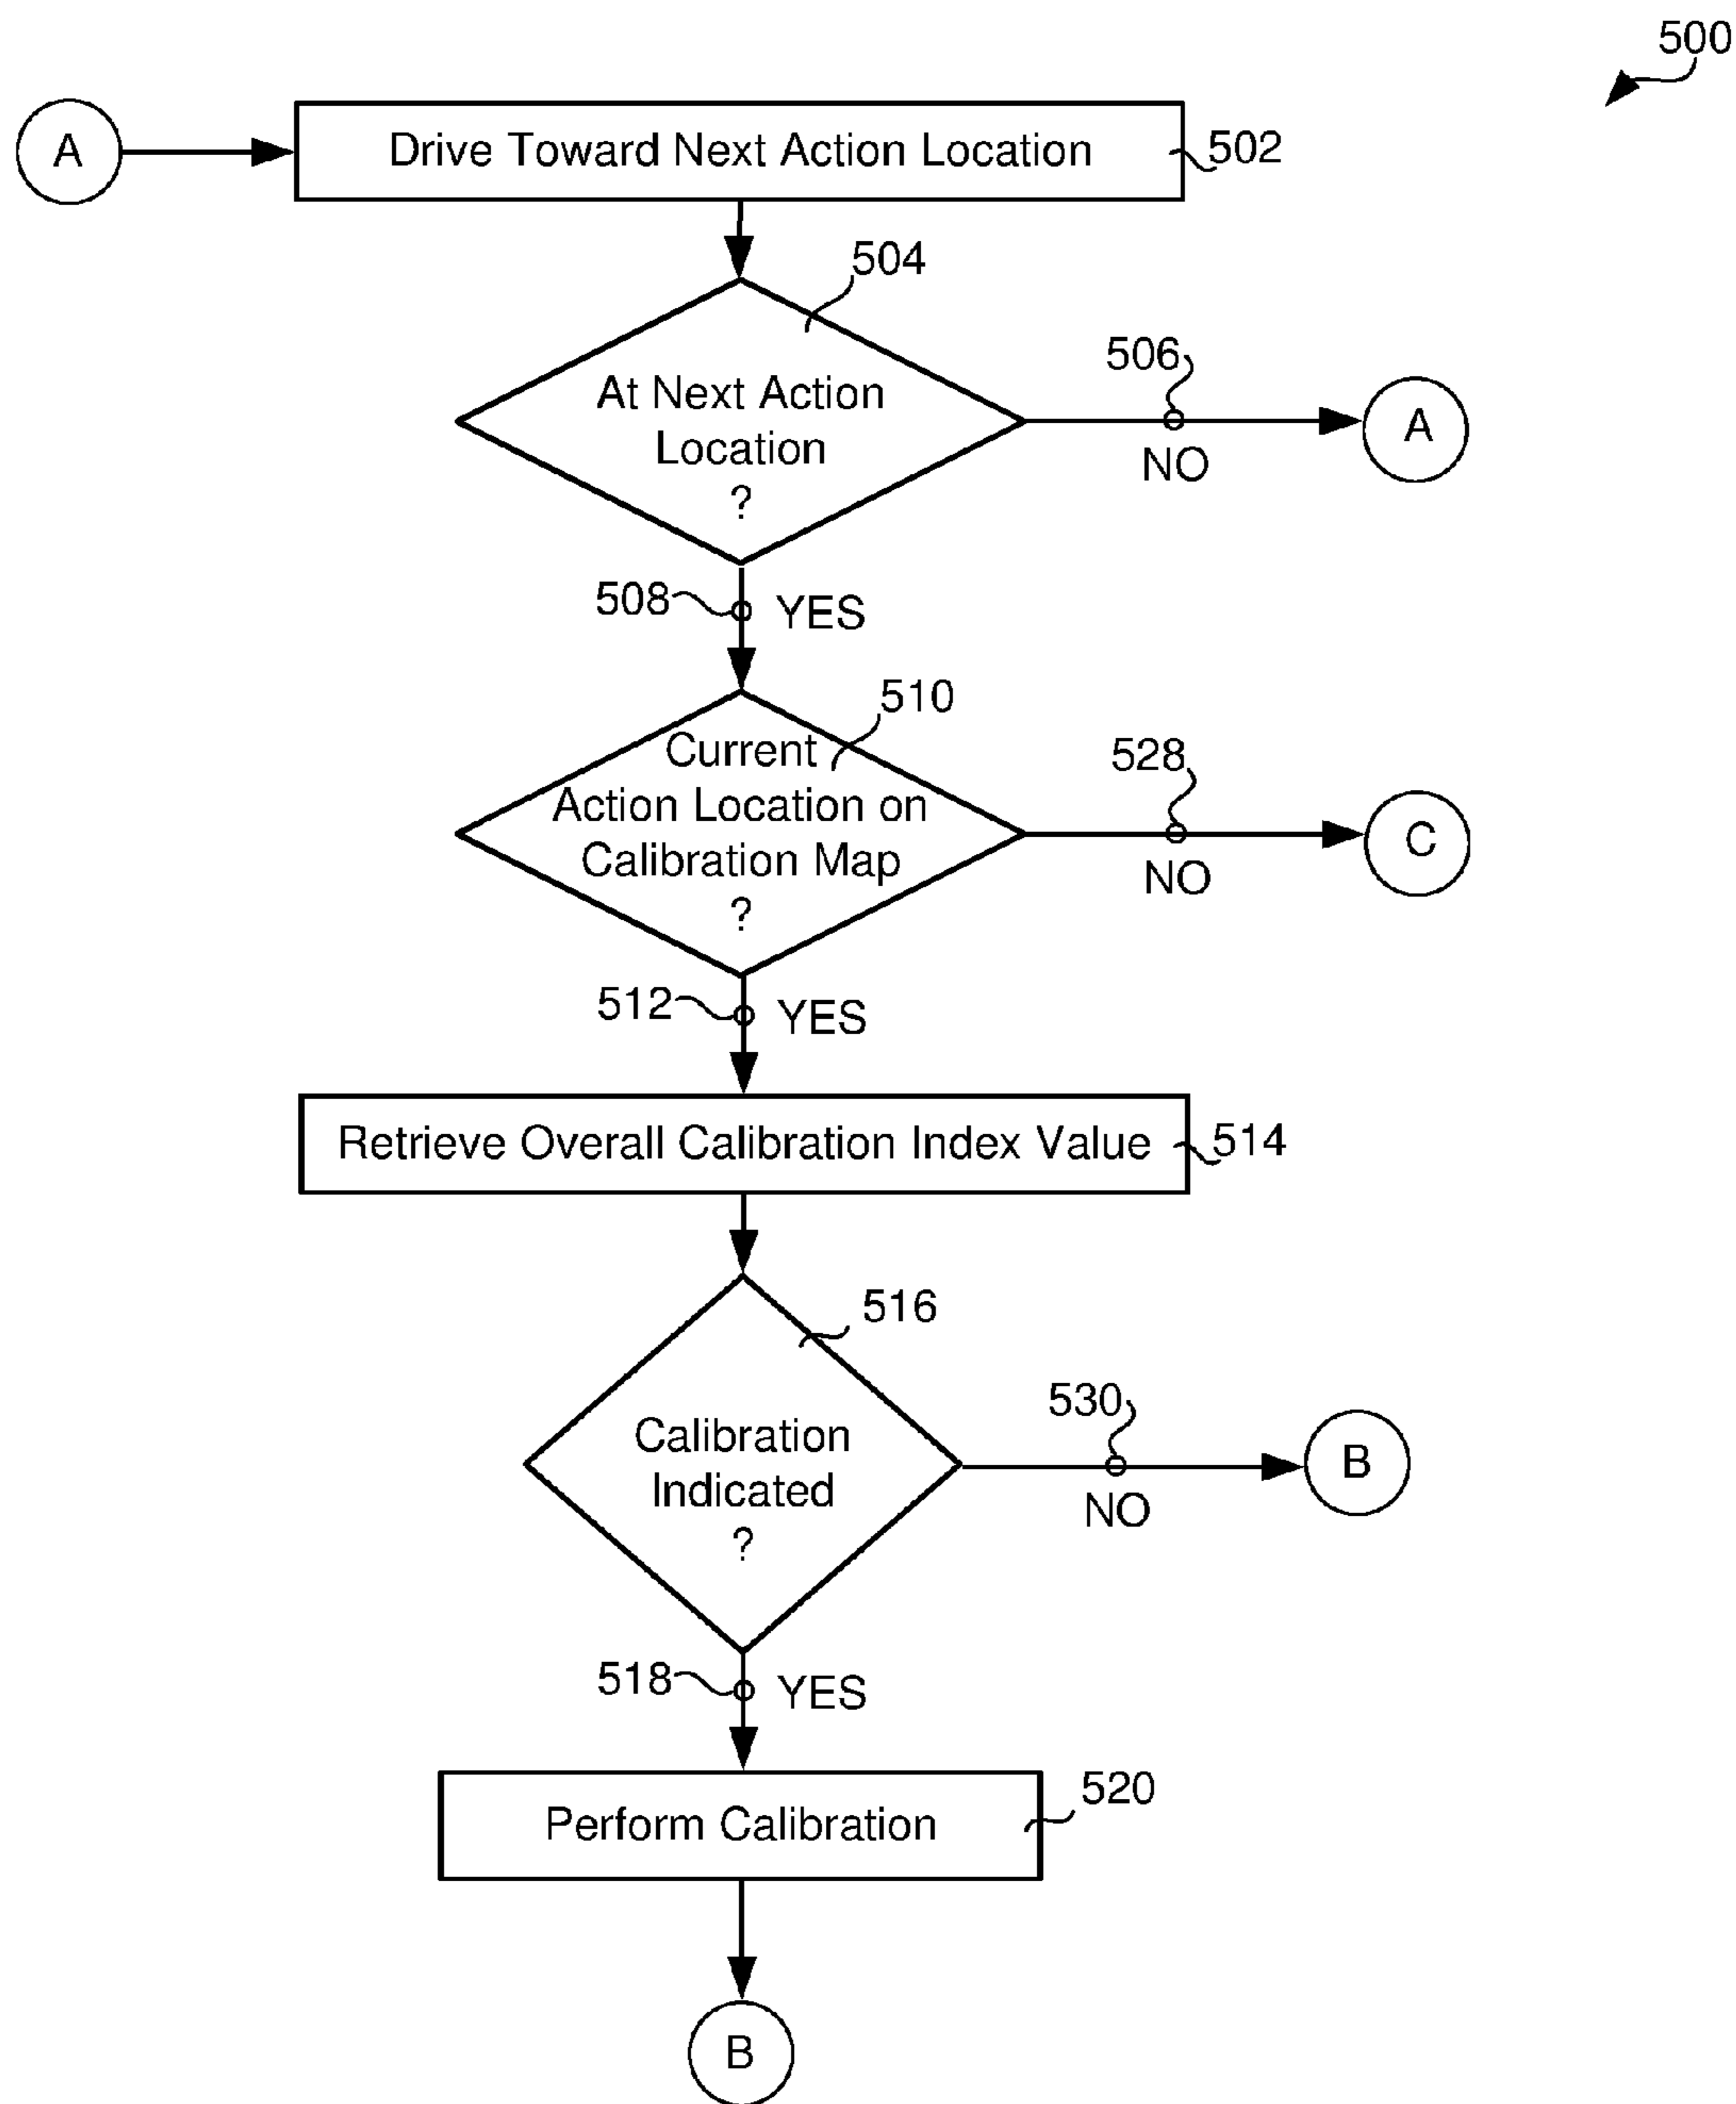 500
A
Drive Toward Next Action Location
502
504
At Next Action
Location
?
506
NO
A
508
YES
510
Current
Action Location on
Calibration Map
?
528
NO
C
512
YES
Retrieve Overall Calibration Index Value
514
516
Calibration
Indicated
?
530
NO
B
518
YES
Perform Calibration
520
B